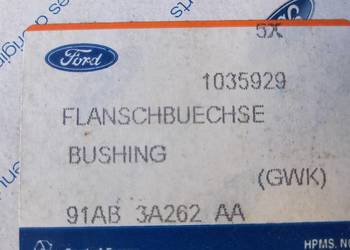 5X
Ford
1035929
FLANSCHBUECHSE
BUSHING
(GWK)
91AB 3A262 AA
HPMS. N